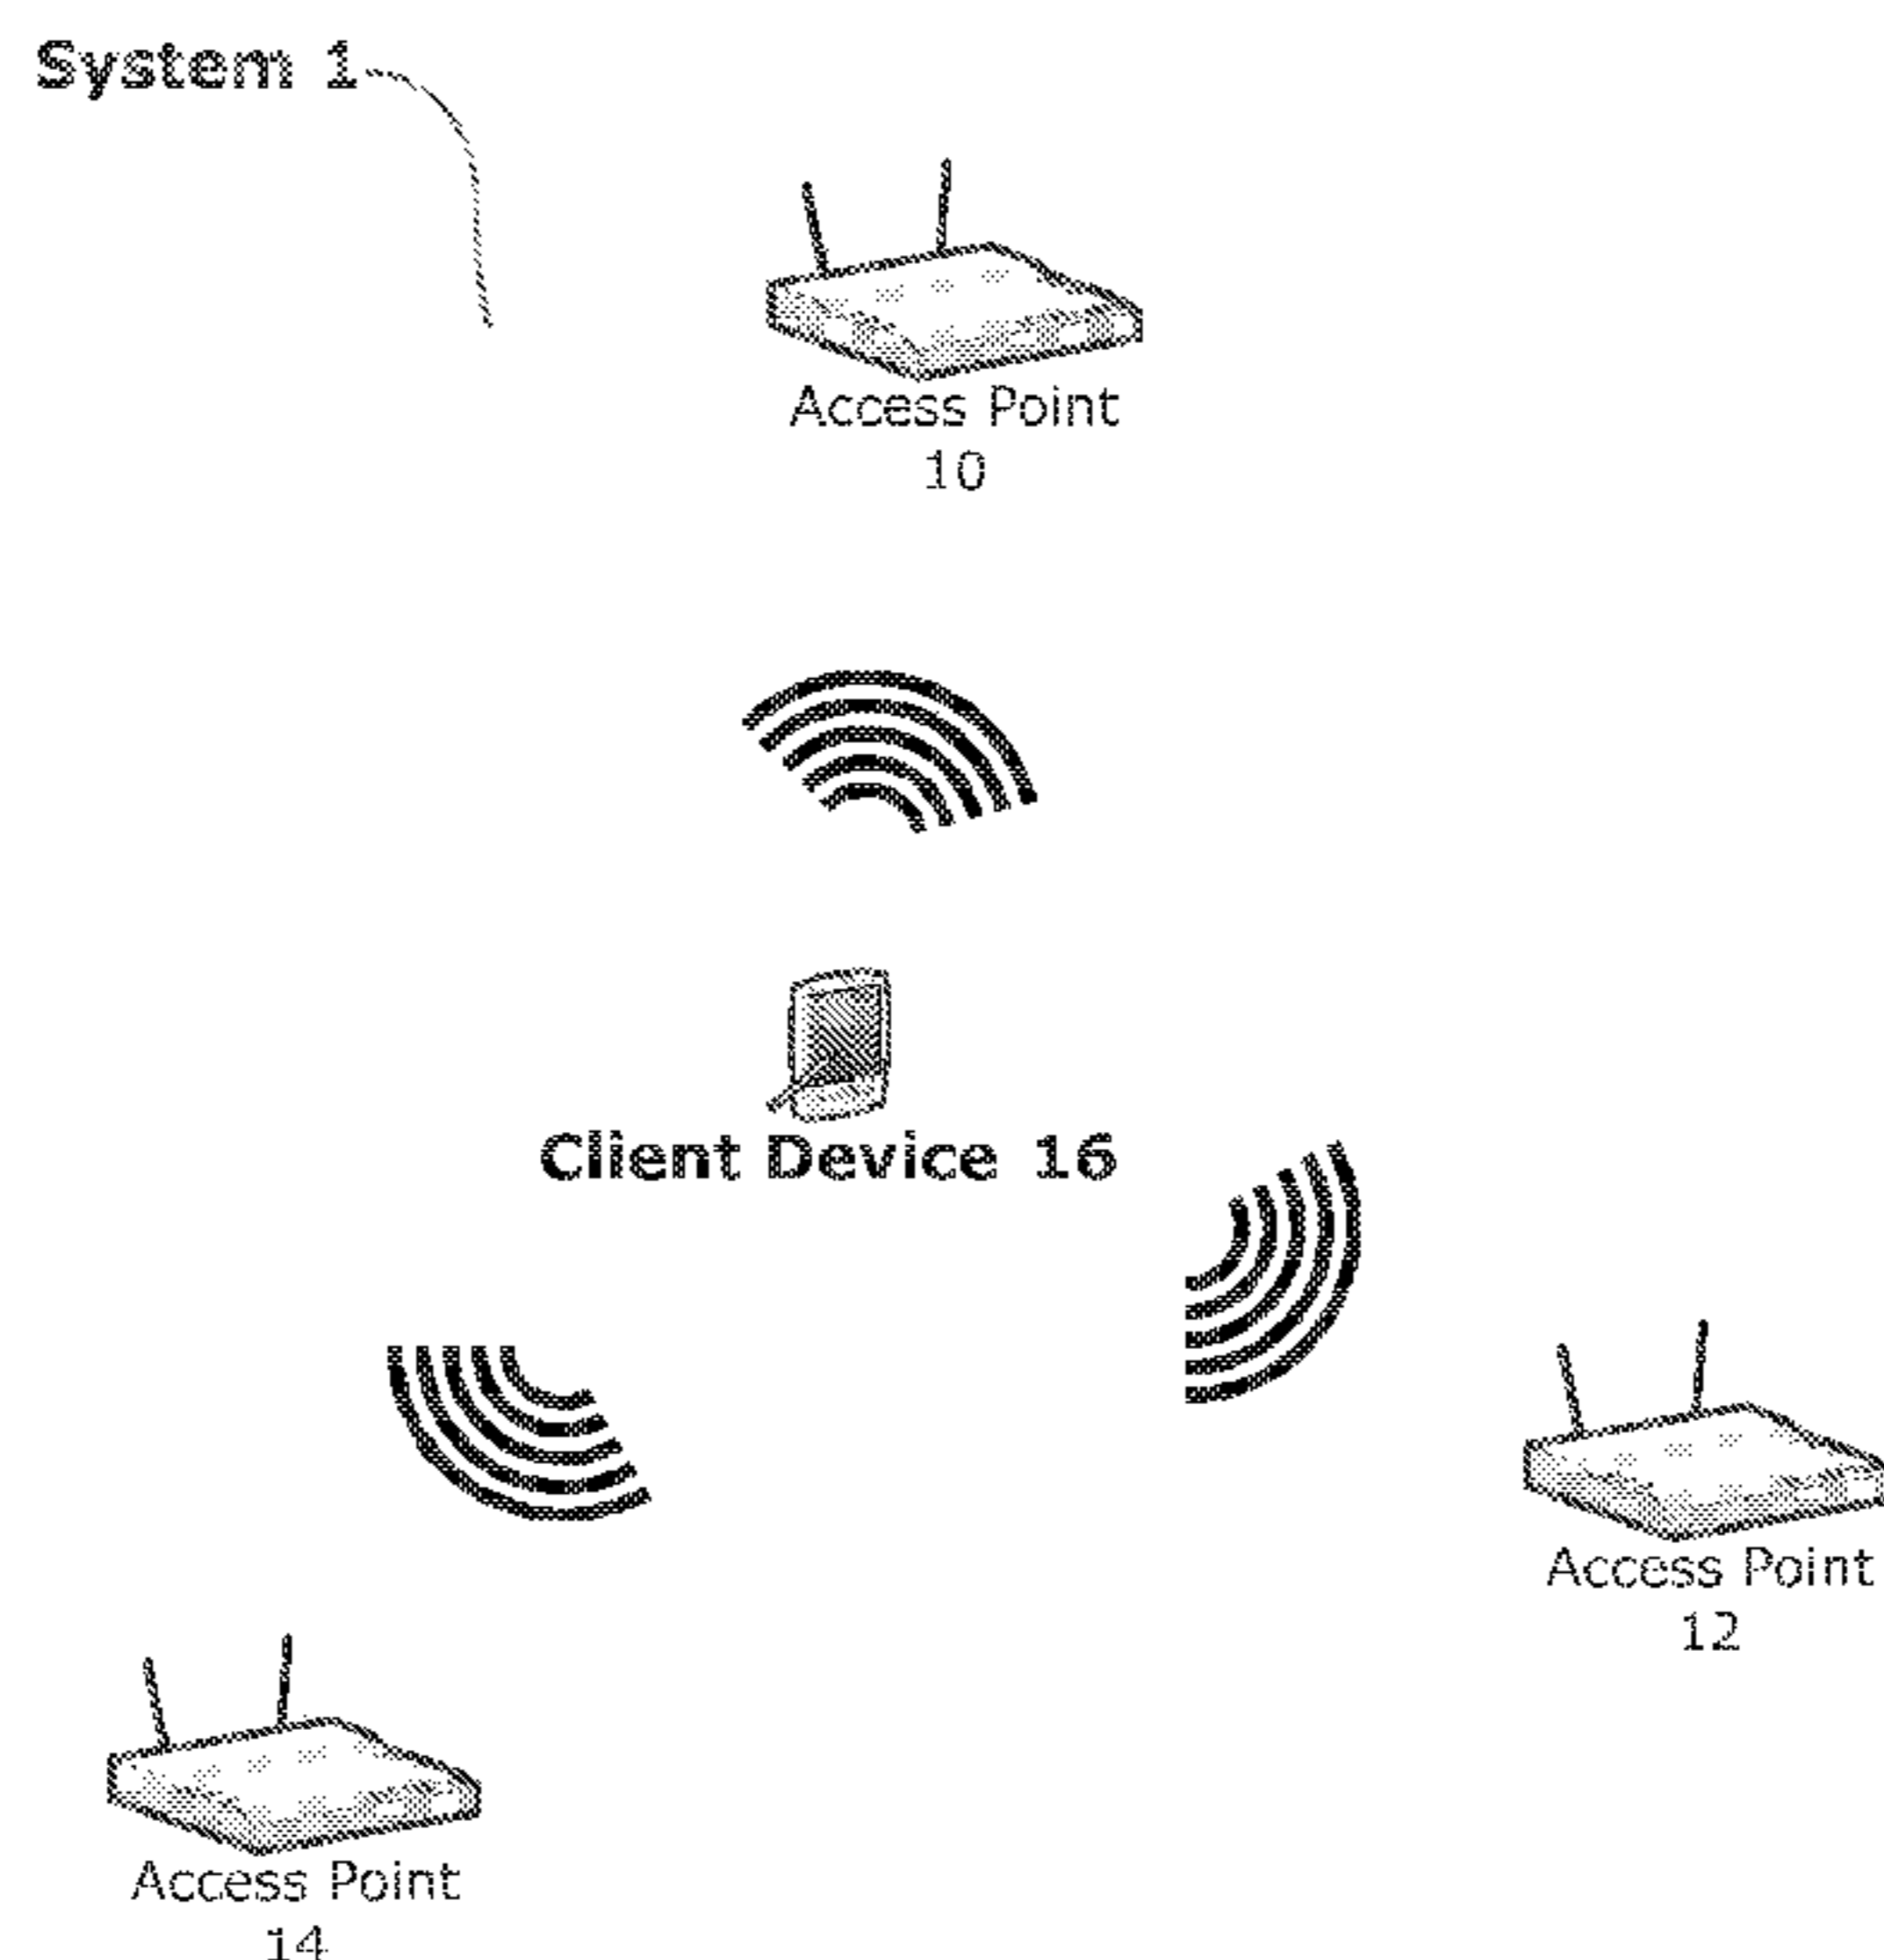 System 1
Access Point
10
Client Device 16
Access Point
12
Access Point
14